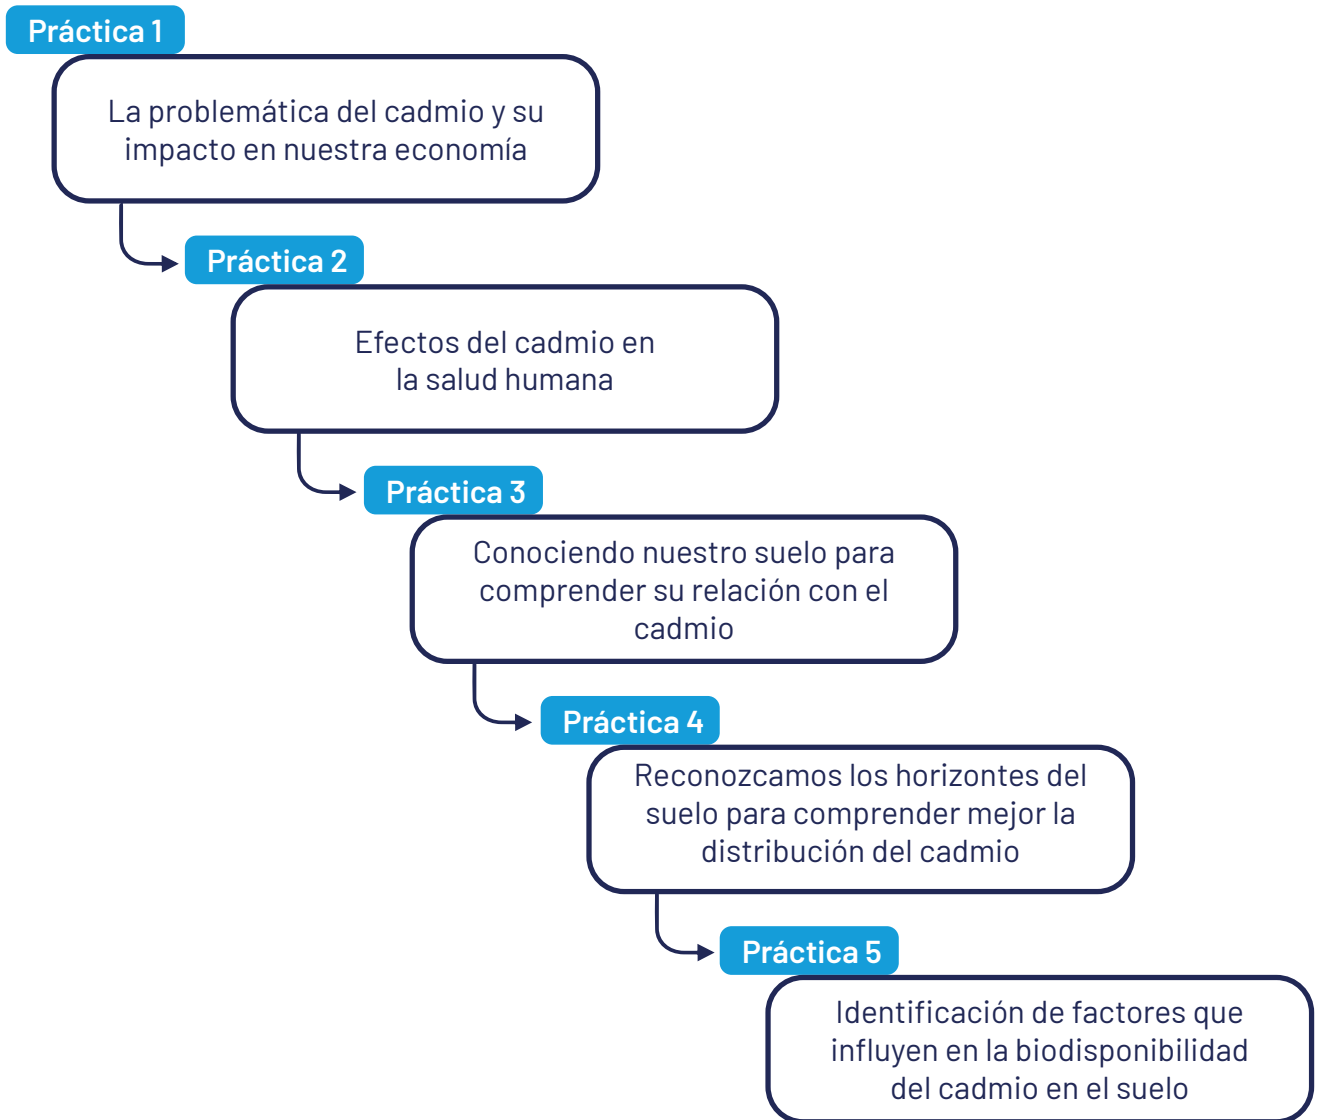 Práctica 1
La problemática del cadmio y su
impacto en nuestra economía
Práctica 2
Efectos del cadmio en
la salud humana
Práctica 3
Conociendo nuestro suelo para
comprender su relación con el
cadmio
Práctica 4
Reconozcamos los horizontes del
suelo para comprender mejor la
distribución del cadmio
Práctica 5
Identificación de factores que
influyen en la biodisponibilidad
del cadmio en el suelo